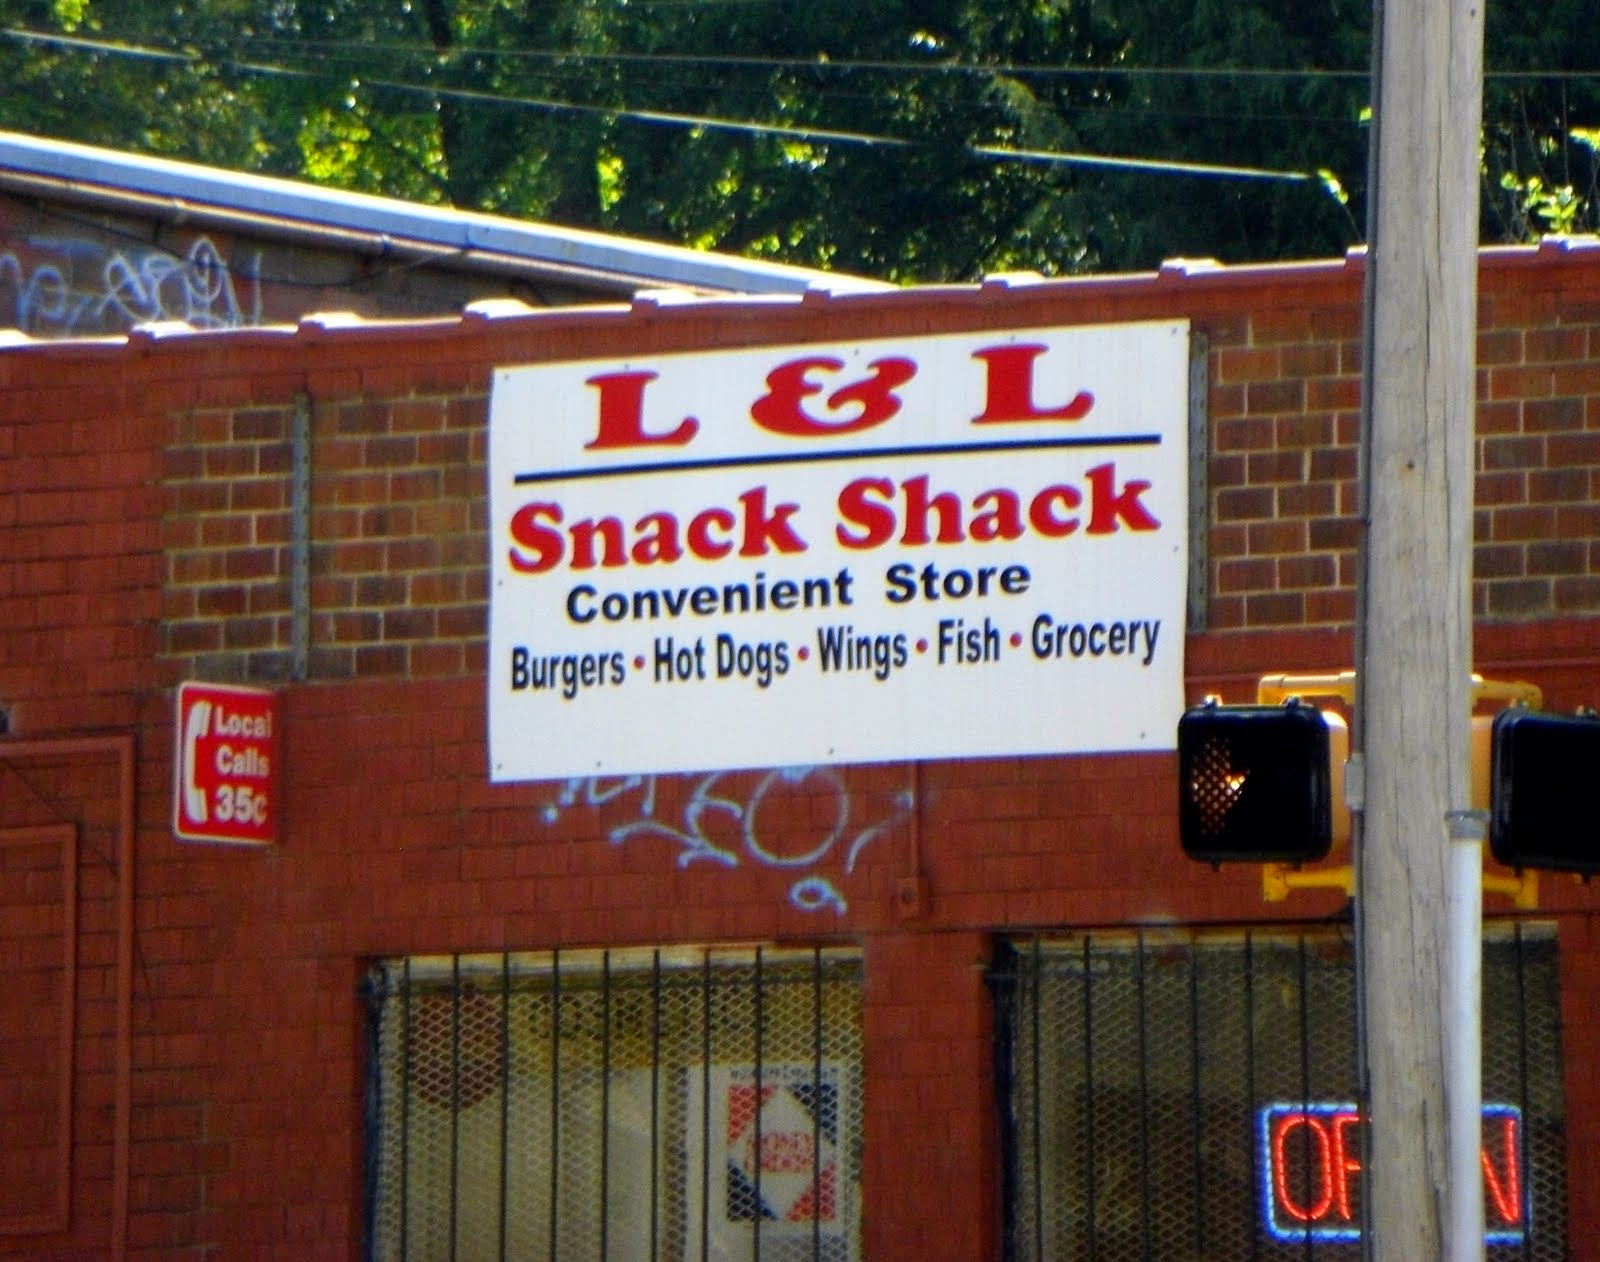 L & L
Snack Shack
Convenient Store
Burgers • Hot Dogs • Wings • Fish • Grocery
Local
Calls
35¢